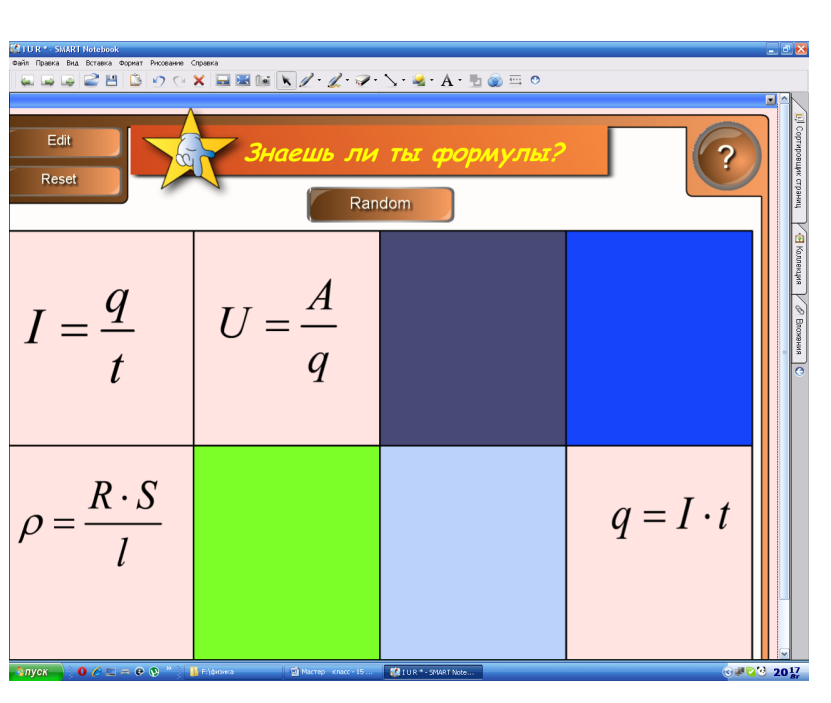 I U R * - SMART Notebook
Файл Правка Вид Вставка Формат Рисование Справка
Edit
Reset
Знаешь ли ты формулы?
?
Random
I = q / t
U = A / q
ρ = R · S / l
q = I · t
Сортировщик страниц
Коллекция
Вложения
пуск
F:\физика
Мастер класс - 15 ...
I U R * - SMART Note...
20 17